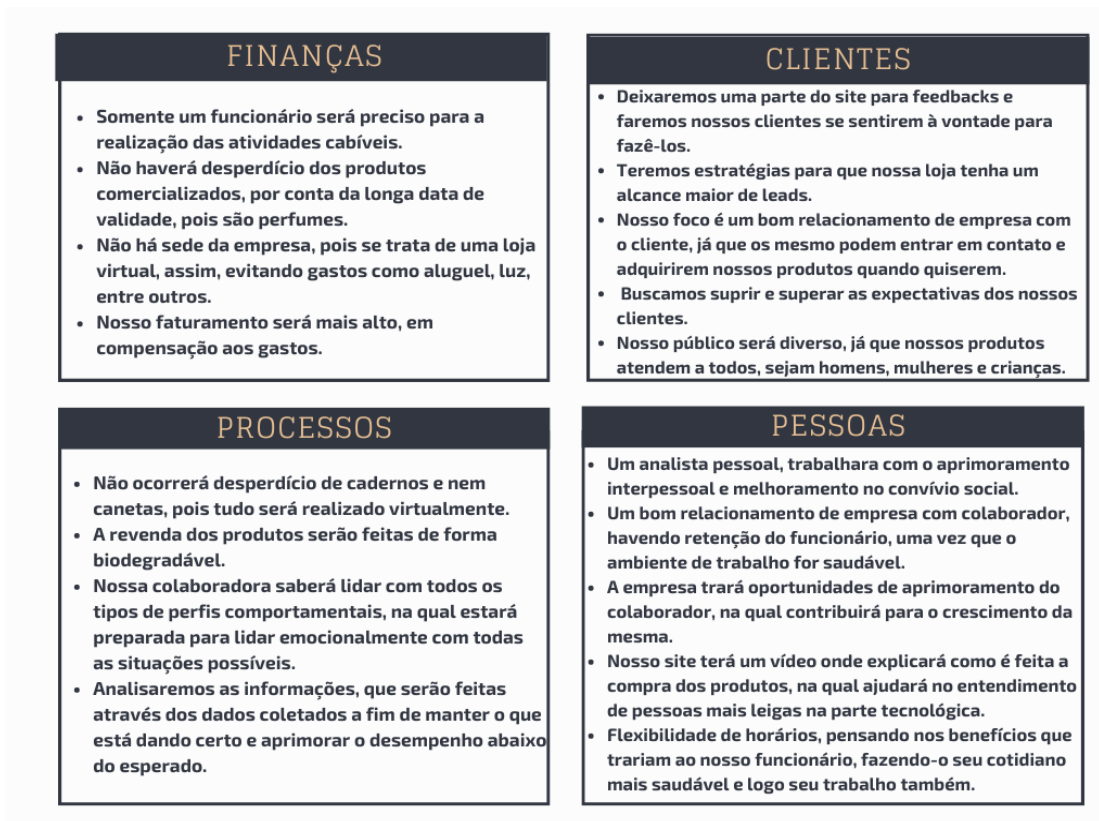 FINANÇAS
• Somente um funcionário será preciso para a
realização das atividades cabíveis.
• Não haverá desperdício dos produtos
comercializados, por conta da longa data de
validade, pois são perfumes.
• Não há sede da empresa, pois se trata de uma loja
virtual, assim, evitando gastos como aluguel, luz,
entre outros.
• Nosso faturamento será mais alto, em
compensação aos gastos.
CLIENTES
• Deixaremos uma parte do site para feedbacks e
faremos nossos clientes se sentirem à vontade para
fazê-los.
• Teremos estratégias para que nossa loja tenha um
alcance maior de leads.
• Nosso foco é um bom relacionamento de empresa com
o cliente, já que os mesmo podem entrar em contato e
adquirirem nossos produtos quando quiserem.
• Buscamos suprir e superar as expectativas dos nossos
clientes.
• Nosso público será diverso, já que nossos produtos
atendem a todos, sejam homens, mulheres e crianças.
PROCESSOS
• Não ocorrerá desperdício de cadernos e nem
canetas, pois tudo será realizado virtualmente.
• A revenda dos produtos serão feitas de forma
biodegradável.
• Nossa colaboradora saberá lidar com todos os
tipos de perfis comportamentais, na qual estará
preparada para lidar emocionalmente com todas
as situações possíveis.
• Analisaremos as informações, que serão feitas
através dos dados coletados a fim de manter o que
está dando certo e aprimorar o desempenho abaixo
do esperado.
PESSOAS
• Um analista pessoal, trabalhara com o aprimoramento
interpessoal e melhoramento no convívio social.
• Um bom relacionamento de empresa com colaborador,
havendo retenção do funcionário, uma vez que o
ambiente de trabalho for saudável.
• A empresa trará oportunidades de aprimoramento do
colaborador, na qual contribuirá para o crescimento da
mesma.
• Nosso site terá um vídeo onde explicará como é feita a
compra dos produtos, na qual ajudará no entendimento
de pessoas mais leigas na parte tecnológica.
• Flexibilidade de horários, pensando nos benefícios que
trariam ao nosso funcionário, fazendo-o seu cotidiano
mais saudável e logo seu trabalho também.